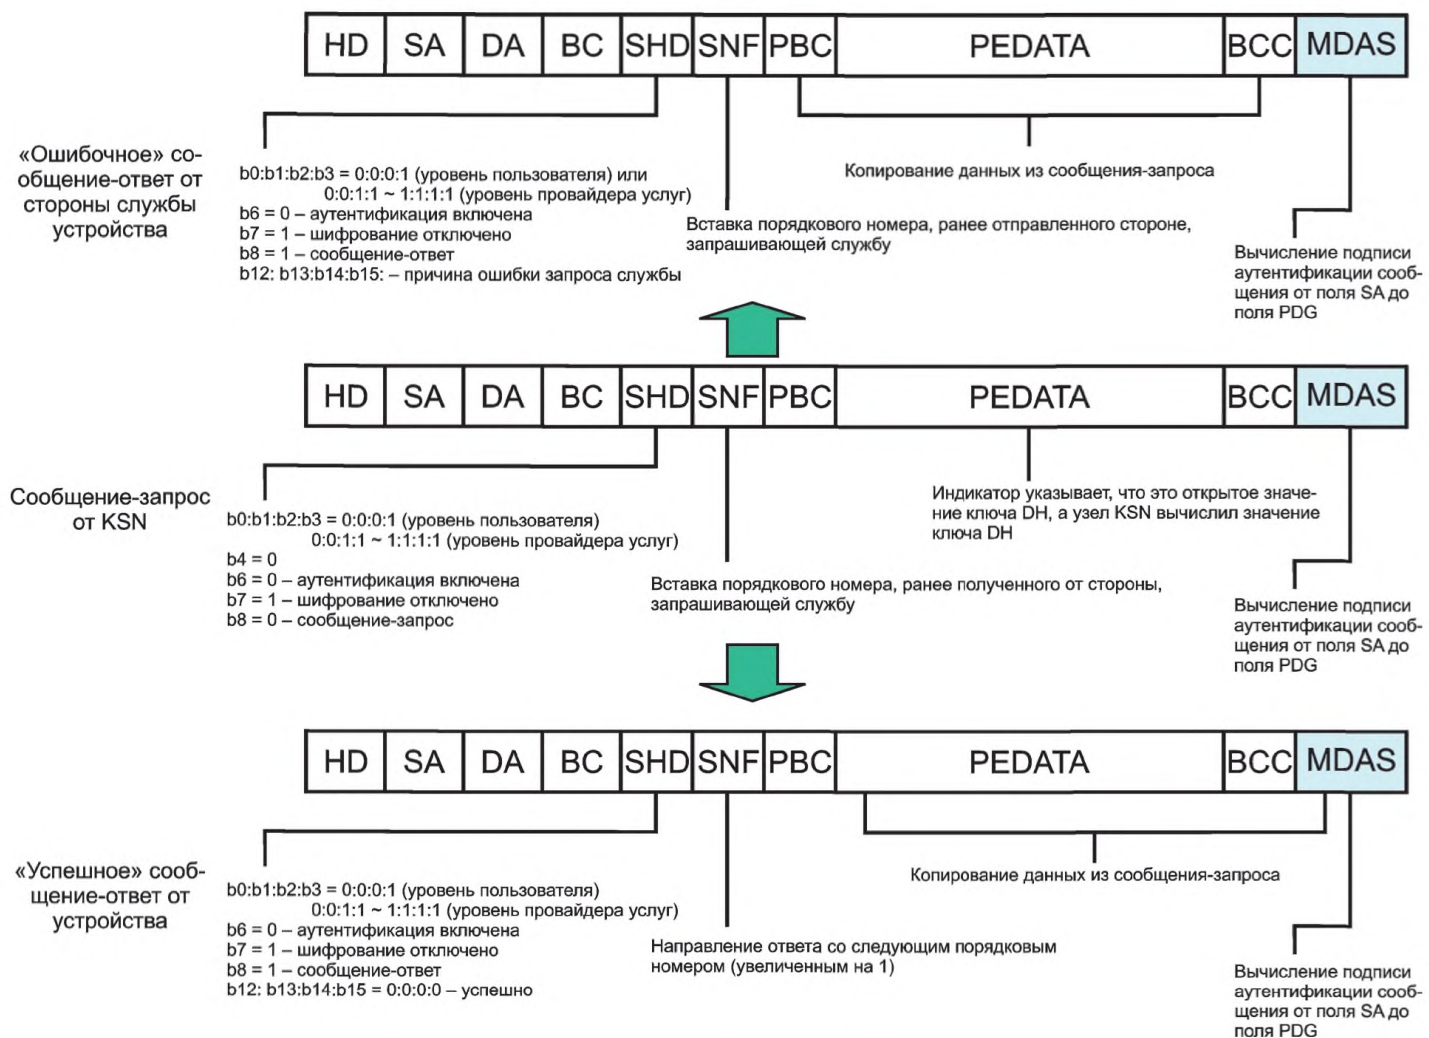 HD SA DA BC SHD SNF PBC PEDATA BCC MDAS
«Ошибочное» со-
общение-ответ от
стороны службы
устройства
b0:b1:b2:b3 = 0:0:0:1 (уровень пользователя) или
0:0:1:1 ~ 1:1:1:1 (уровень провайдера услуг)
b6 = 0 – аутентификация включена
b7 = 1 – шифрование отключено
b8 = 1 – сообщение-ответ
b12: b13:b14:b15: – причина ошибки запроса службы
Вставка порядкового номера, ранее отправленного стороне,
запрашивающей службу
Копирование данных из сообщения-запроса
Вычисление подписи
аутентификации сооб-
щения от поля SA до
поля PDG
HD SA DA BC SHD SNF PBC PEDATA BCC MDAS
Сообщение-запрос
от KSN
b0:b1:b2:b3 = 0:0:0:1 (уровень пользователя)
0:0:1:1 ~ 1:1:1:1 (уровень провайдера услуг)
b4 = 0
b6 = 0 – аутентификация включена
b7 = 1 – шифрование отключено
b8 = 0 – сообщение-запрос
Вставка порядкового номера, ранее полученного от стороны,
запрашивающей службу
Индикатор указывает, что это открытое значе-
ние ключа DH, а узел KSN вычислил значение
ключа DH
Вычисление подписи
аутентификации сооб-
щения от поля SA до
поля PDG
HD SA DA BC SHD SNF PBC PEDATA BCC MDAS
«Успешное» сооб-
щение-ответ от
устройства
b0:b1:b2:b3 = 0:0:0:1 (уровень пользователя)
0:0:1:1 ~ 1:1:1:1 (уровень провайдера услуг)
b6 = 0 – аутентификация включена
b7 = 1 – шифрование отключено
b8 = 1 – сообщение-ответ
b12: b13:b14:b15 = 0:0:0:0 – успешно
Направление ответа со следующим порядковым
номером (увеличенным на 1)
Копирование данных из сообщения-запроса
Вычисление подписи
аутентификации сооб-
щения от поля SA до
поля PDG